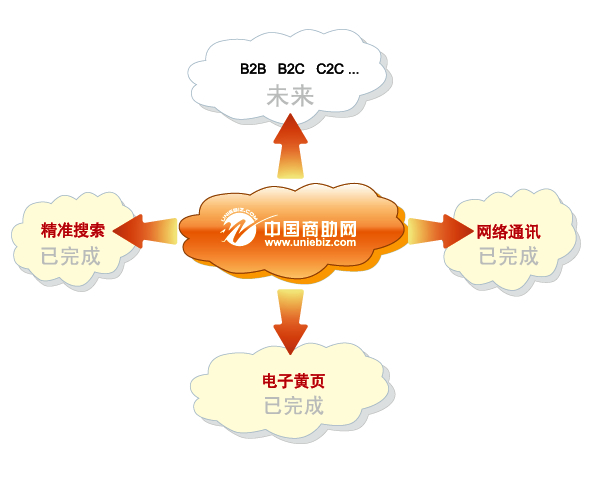 B2B B2C C2C ...
未来
精准搜索
已完成
UNIEBIZ.COM
中国商助网
www.uniebiz.com
网络通讯
已完成
电子黄页
已完成